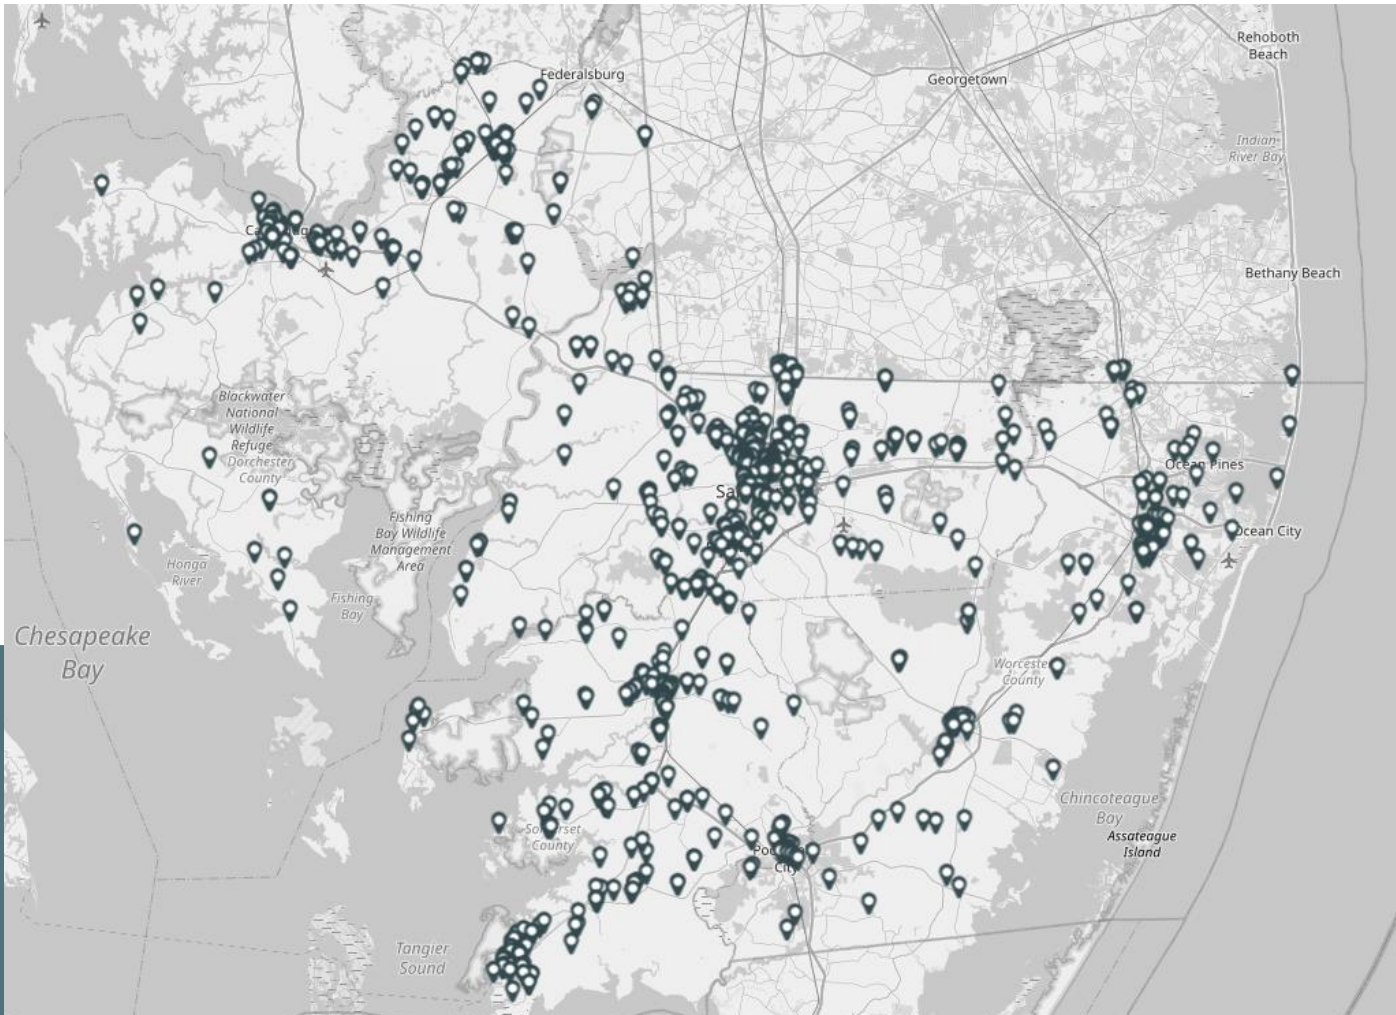 Rehoboth
Beach
Federalsburg
Georgetown
Indian
River Bay
Bethany Beach
Blackwater
National
Wildlife
Refuge
Dorchester
County
Ocean Pines
Fishing
Bay Wildlife
Management
Area
Ocean City
Honga
River
Fishing
Bay
Chesapeake
Bay
County
Chincoteague
Bay
Assateague
Island
County
City
Tangier
Sound